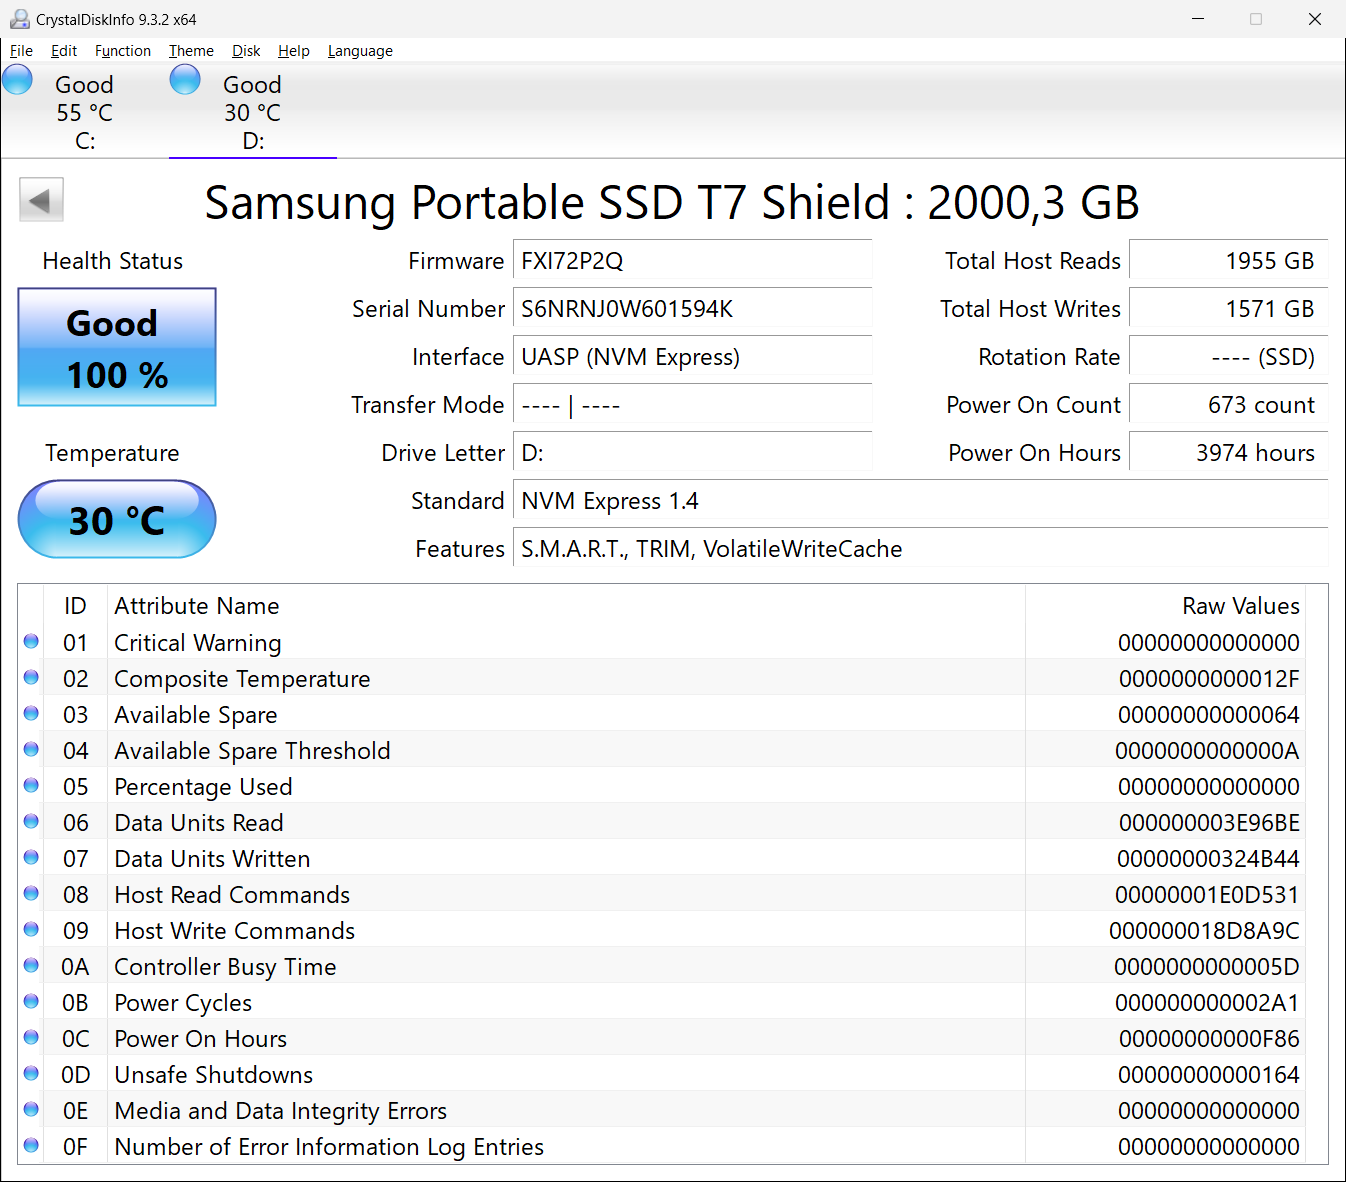 CrystalDiskInfo 9.3.2 x64
File Edit Function Theme Disk Help Language
Good Good
55 °C 30 °C
C: D:
Samsung Portable SSD T7 Shield : 2000,3 GB
Health Status
Good
100 %
Temperature
30 °C
Firmware FXI72P2Q
Serial Number S6NRNJ0W601594K
Interface UASP (NVM Express)
Transfer Mode ---- | ----
Drive Letter D:
Standard NVM Express 1.4
Features S.M.A.R.T., TRIM, VolatileWriteCache
Total Host Reads 1955 GB
Total Host Writes 1571 GB
Rotation Rate ---- (SSD)
Power On Count 673 count
Power On Hours 3974 hours
ID Attribute Name Raw Values
01 Critical Warning 00000000000000
02 Composite Temperature 0000000000012F
03 Available Spare 00000000000064
04 Available Spare Threshold 0000000000000A
05 Percentage Used 00000000000000
06 Data Units Read 000000003E96BE
07 Data Units Written 00000000324B44
08 Host Read Commands 00000001E0D531
09 Host Write Commands 000000018D8A9C
0A Controller Busy Time 0000000000005D
0B Power Cycles 000000000002A1
0C Power On Hours 00000000000F86
0D Unsafe Shutdowns 00000000000164
0E Media and Data Integrity Errors 00000000000000
0F Number of Error Information Log Entries 00000000000000